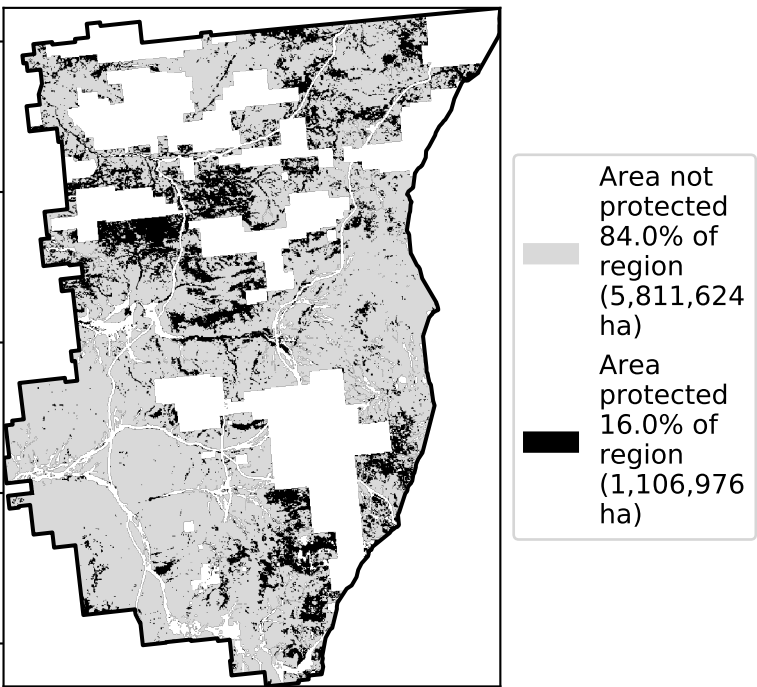 Area not
protected
84.0% of
region
(5,811,624
ha)
Area
protected
16.0% of
region
(1,106,976
ha)